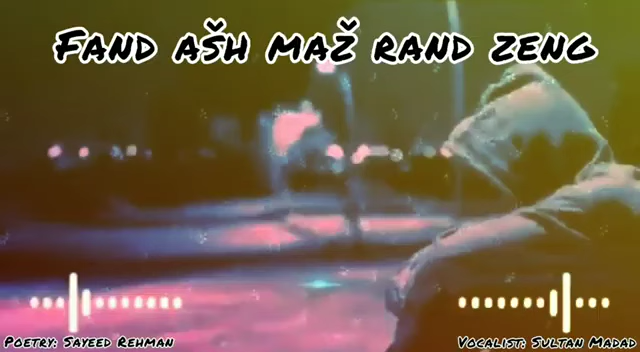 FAND AŠH MAŽ RAND ZENG
POETRY: SAYEED REHMAN
VOCALIST: SULTAN MADAD